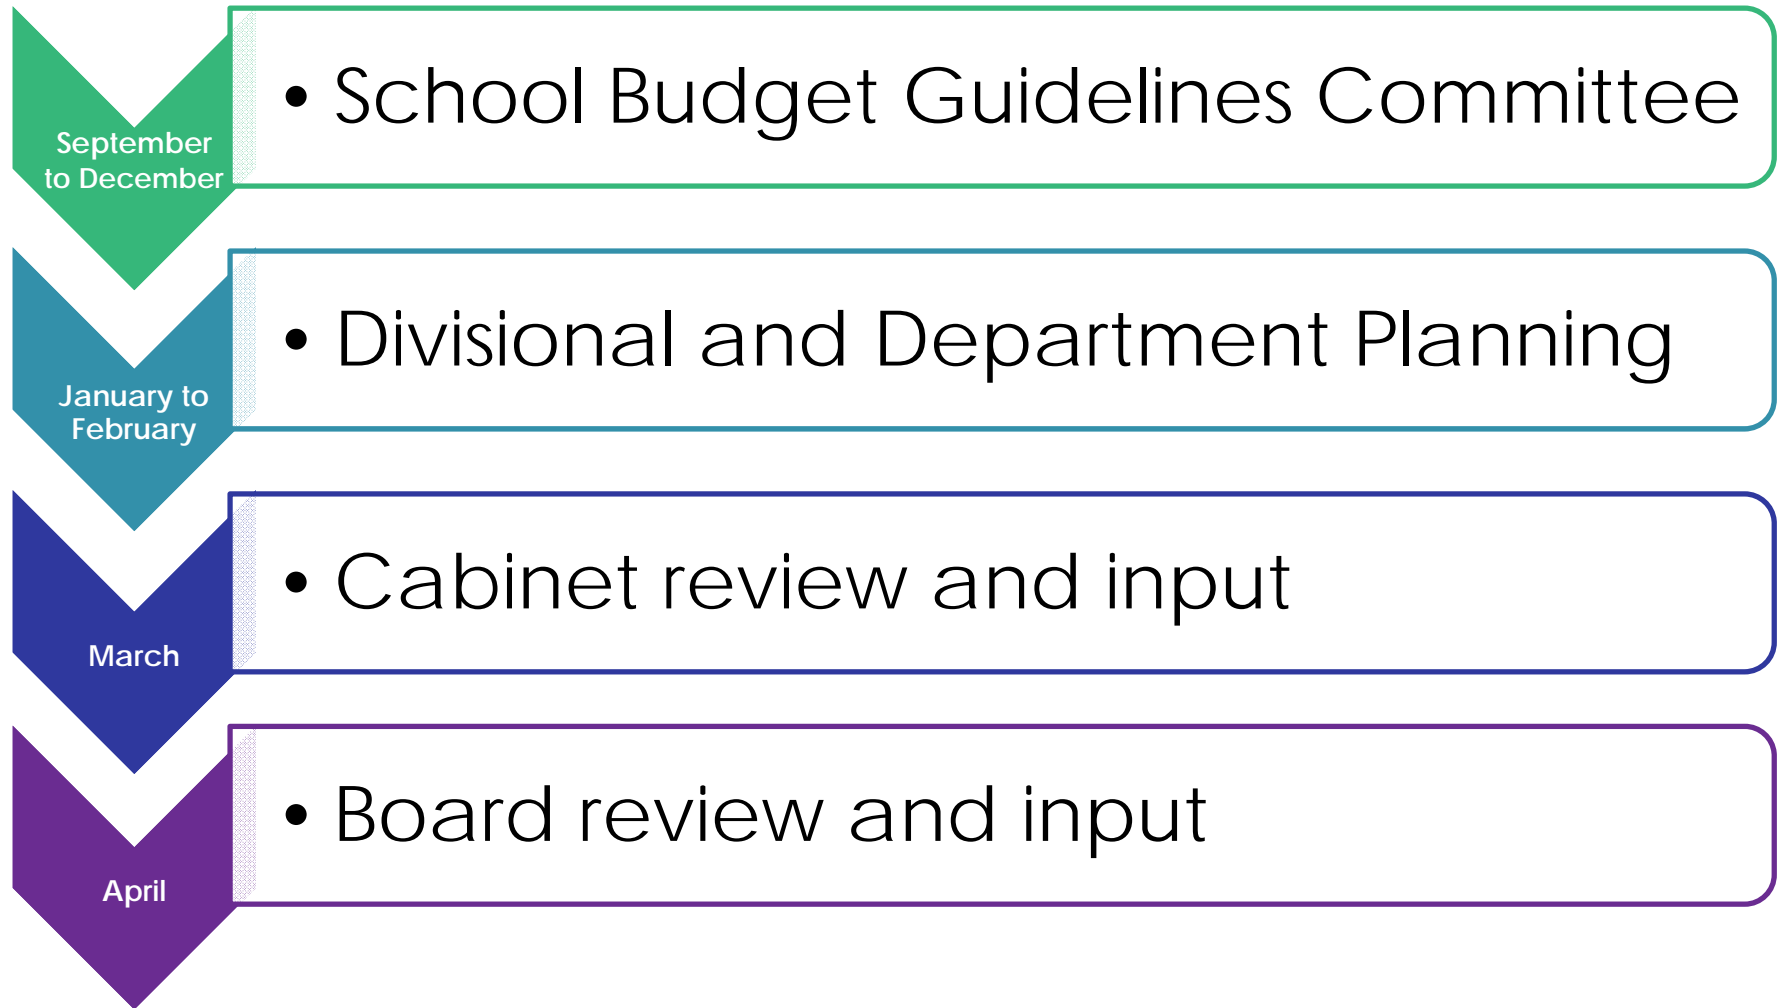 September
to December
• School Budget Guidelines Committee
January to
February
• Divisional and Department Planning
March
• Cabinet review and input
April
• Board review and input